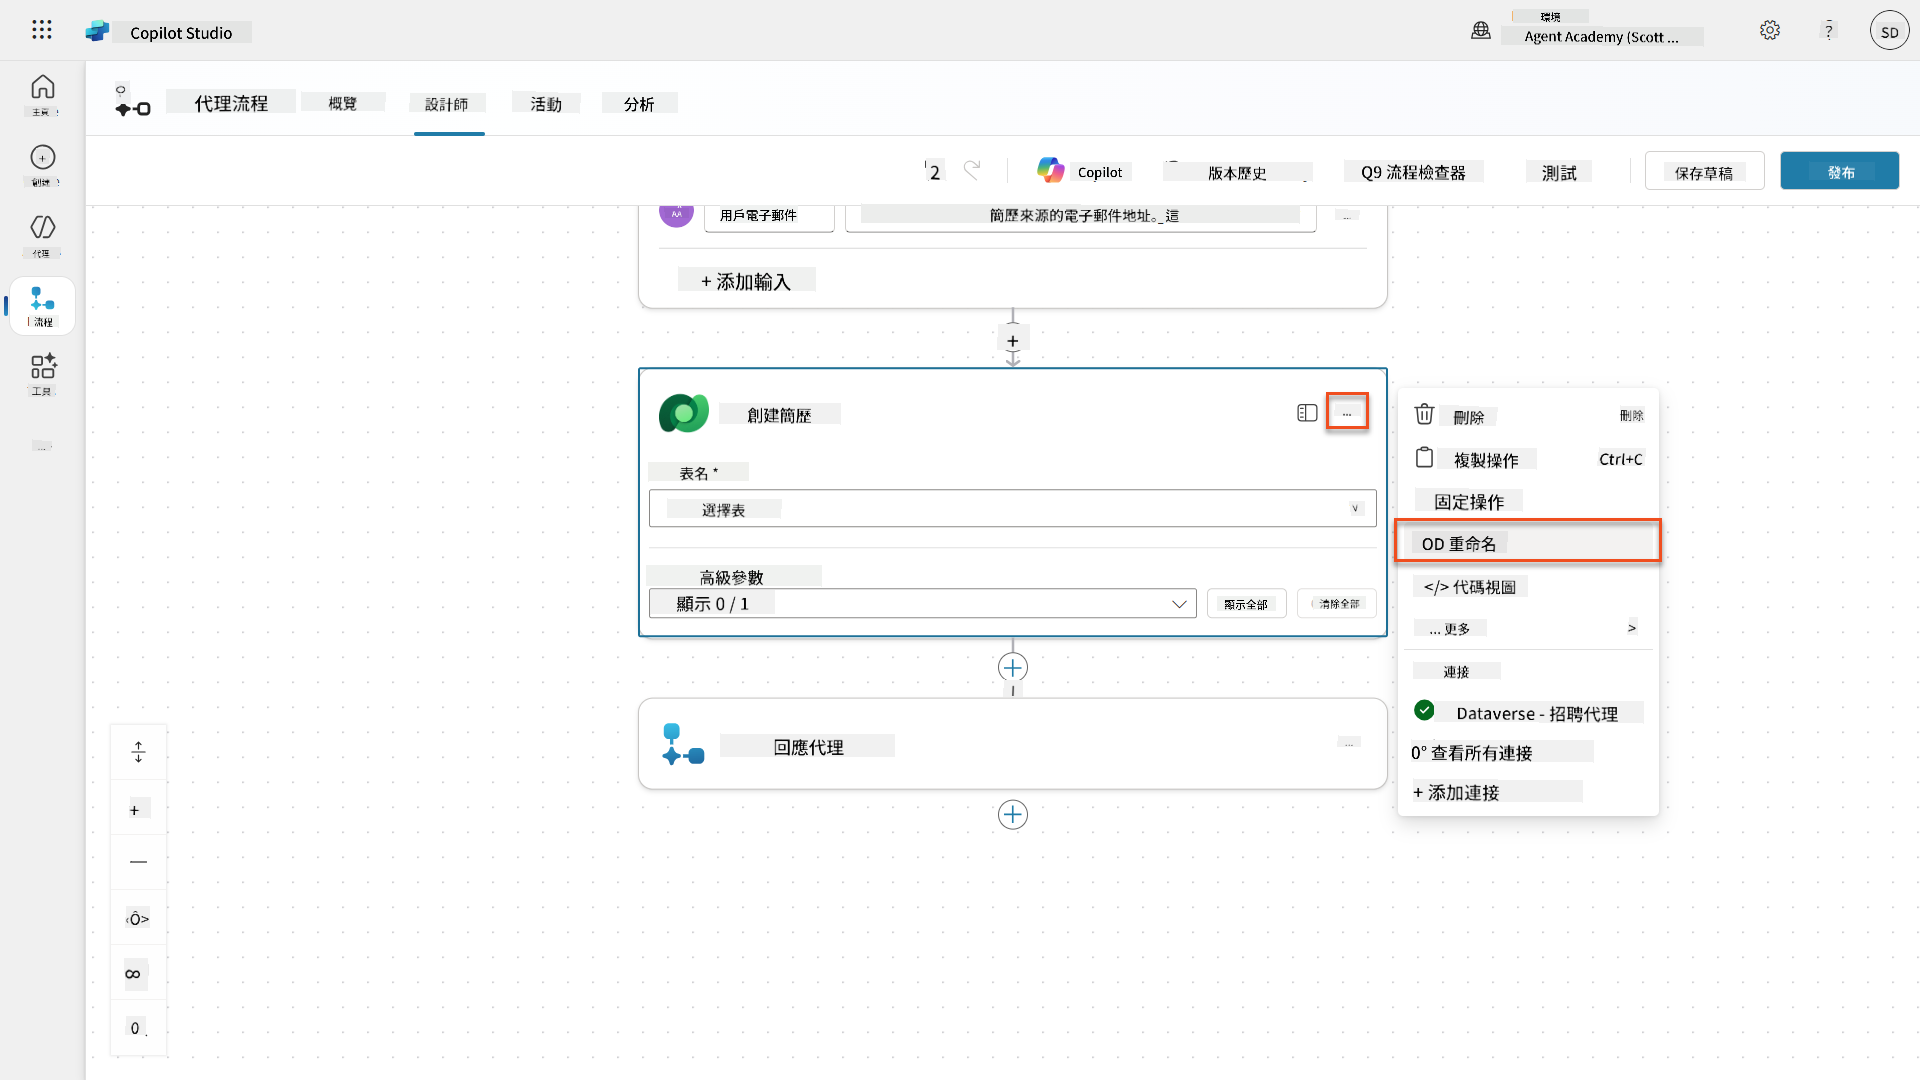 Copilot Studio
環境
Agent Academy (Scott ...
?
SD
主頁
創建
代理
流程
工具
...
代理流程
概覽
設計師
活動
分析
2
Copilot
版本歷史
Q9 流程檢查器
測試
保存草稿
發布
AA
用戶電子郵件
簡歷來源的電子郵件地址。_這
...
+ 添加輸入
+
創建簡歷
...
表名 *
選擇表
高級參數
顯示 0 / 1
顯示全部
清除全部
回應代理
...
刪除
刪除
複製操作
Ctrl+C
固定操作
OD 重命名
</> 代碼視圖
... 更多
>
連接
Dataverse - 招聘代理
0° 查看所有連接
+ 添加連接
+
—
‹Ô>
∞
0 .